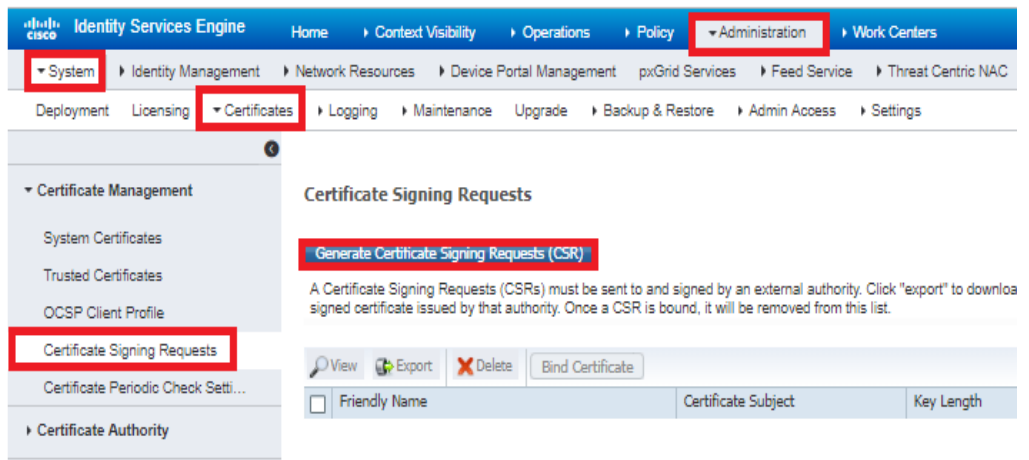 cisco Identity Services Engine Home Context Visibility Operations Policy Administration Work Centers
System Identity Management Network Resources Device Portal Management pxGrid Services Feed Service Threat Centric NAC
Deployment Licensing Certificates Logging Maintenance Upgrade Backup & Restore Admin Access Settings
Certificate Management
System Certificates
Trusted Certificates
OCSP Client Profile
Certificate Signing Requests
Certificate Periodic Check Setti...
Certificate Authority
Certificate Signing Requests
Generate Certificate Signing Requests (CSR)
A Certificate Signing Requests (CSRs) must be sent to and signed by an external authority. Click "export" to downloa
signed certificate issued by that authority. Once a CSR is bound, it will be removed from this list.
View Export Delete Bind Certificate
Friendly Name Certificate Subject Key Length